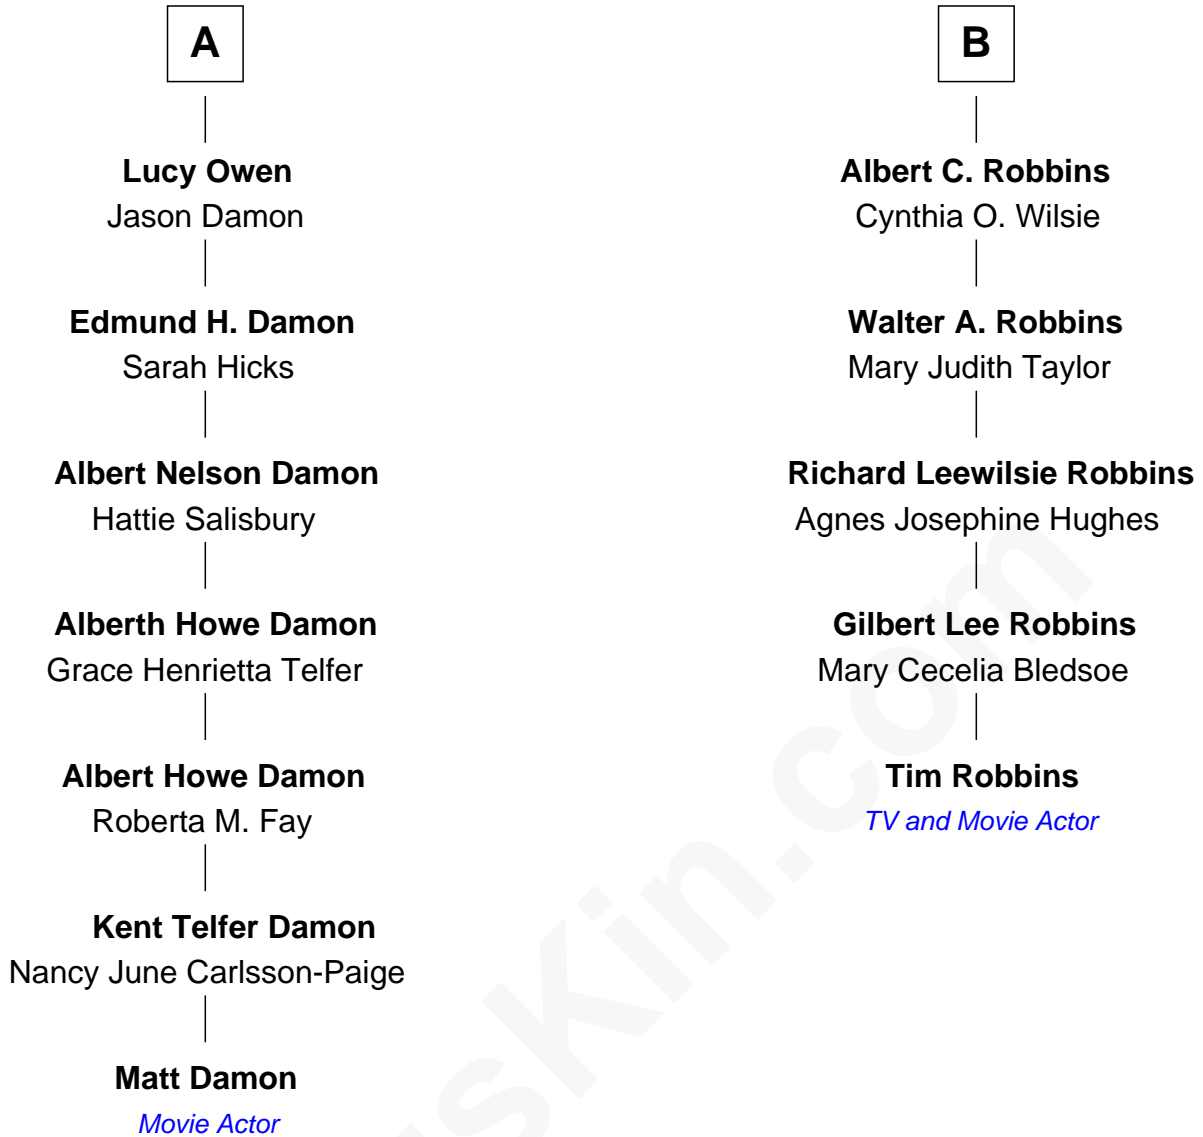 A
Lucy Owen
Jason Damon
Edmund H. Damon
Sarah Hicks
Albert Nelson Damon
Hattie Salisbury
Alberth Howe Damon
Grace Henrietta Telfer
Albert Howe Damon
Roberta M. Fay
Kent Telfer Damon
Nancy June Carlsson-Paige
Matt Damon
Movie Actor
B
Albert C. Robbins
Cynthia O. Wilsie
Walter A. Robbins
Mary Judith Taylor
Richard Leewilsie Robbins
Agnes Josephine Hughes
Gilbert Lee Robbins
Mary Cecelia Bledsoe
Tim Robbins
TV and Movie Actor
sKin.com